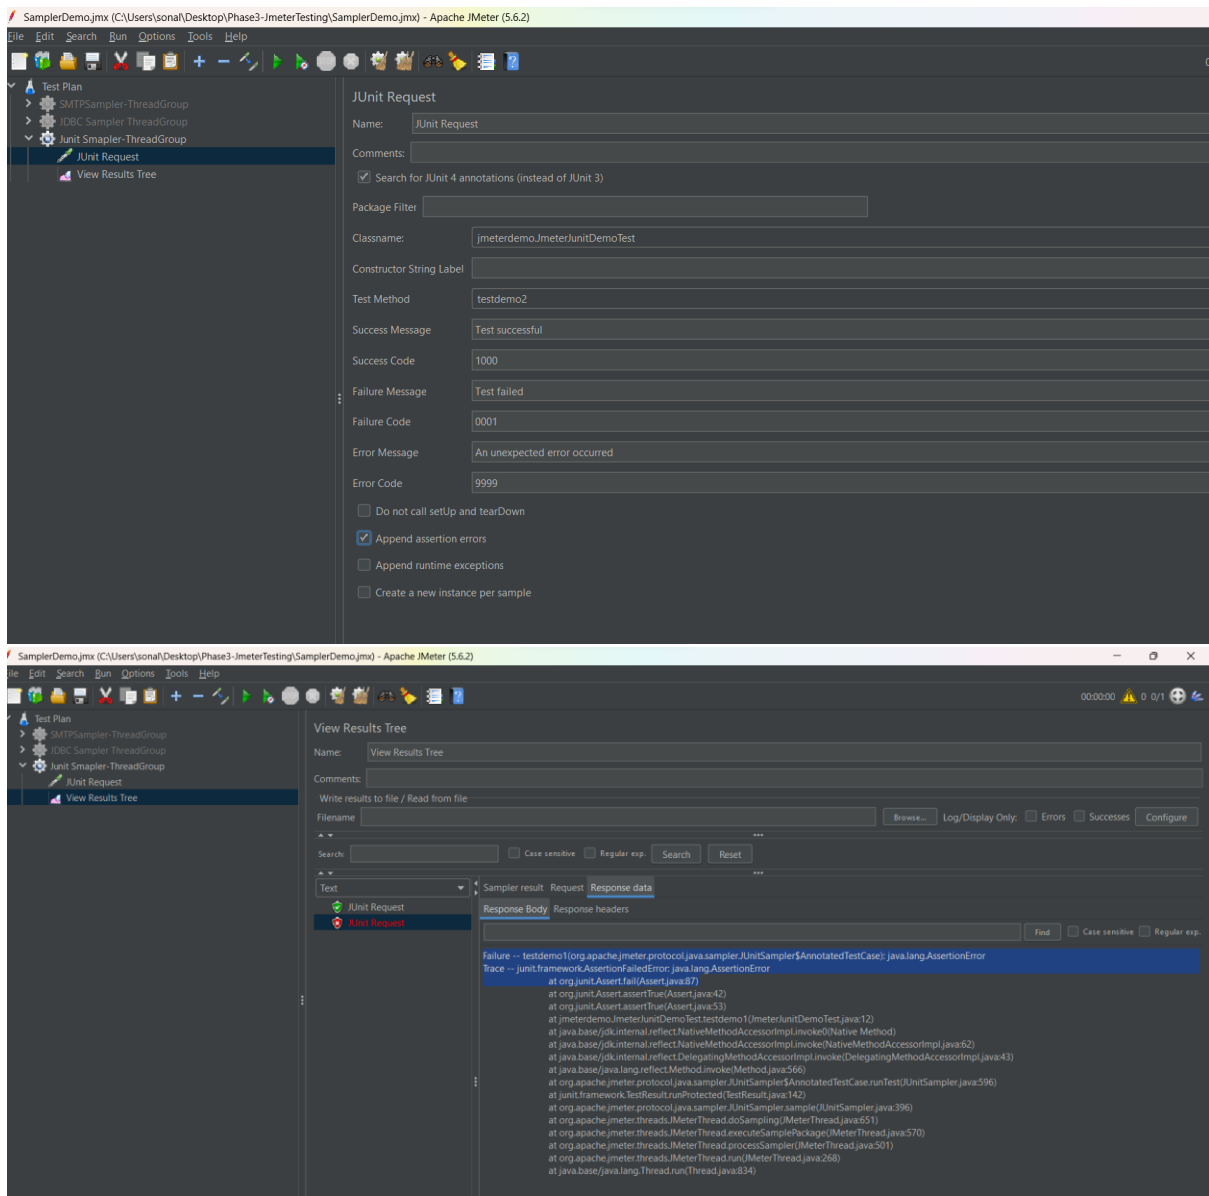 SamplerDemo.jmx (C:\Users\sonal\Desktop\Phase3-JmeterTesting\SamplerDemo.jmx) - Apache JMeter (5.6.2)
File Edit Search Run Options Tools Help
Test Plan
SMTPSampler-ThreadGroup
JDBC Sampler ThreadGroup
Junit Smapler-ThreadGroup
JUnit Request
View Results Tree
JUnit Request
Name: JUnit Request
Comments:
Search for JUnit 4 annotations (instead of JUnit 3)
Package Filter
Classname: jmeterdemo.JmeterJunitDemoTest
Constructor String Label
Test Method testdemo2
Success Message Test successful
Success Code 1000
Failure Message Test failed
Failure Code 0001
Error Message An unexpected error occurred
Error Code 9999
Do not call setUp and tearDown
Append assertion errors
Append runtime exceptions
Create a new instance per sample
SamplerDemo.jmx (C:\Users\sonal\Desktop\Phase3-JmeterTesting\SamplerDemo.jmx) - Apache JMeter (5.6.2)
ile Edit Search Run Options Tools Help
00:00:00 0 0/1
Test Plan
SMTPSampler-ThreadGroup
JDBC Sampler ThreadGroup
Junit Smapler-ThreadGroup
JUnit Request
View Results Tree
View Results Tree
Name: View Results Tree
Comments:
Write results to file / Read from file
Filename Browse... Log/Display Only: Errors Successes Configure
Search: Case sensitive Regular exp. Search Reset
Text
JUnit Request
JUnit Request
Sampler result Request Response data
Response Body Response headers
Find Case sensitive Regular exp.
Failure -- testdemo1(org.apache.jmeter.protocol.java.sampler.JUnitSampler$AnnotatedTestCase): java.lang.AssertionError
Trace -- junit.framework.AssertionFailedError: java.lang.AssertionError
at org.junit.Assert.fail(Assert.java:87)
at org.junit.Assert.assertTrue(Assert.java:42)
at org.junit.Assert.assertTrue(Assert.java:53)
at jmeterdemo.JmeterJunitDemoTest.testdemo1(JmeterJunitDemoTest.java:12)
at java.base/jdk.internal.reflect.NativeMethodAccessorImpl.invoke0(Native Method)
at java.base/jdk.internal.reflect.NativeMethodAccessorImpl.invoke(NativeMethodAccessorImpl.java:62)
at java.base/jdk.internal.reflect.DelegatingMethodAccessorImpl.invoke(DelegatingMethodAccessorImpl.java:43)
at java.base/java.lang.reflect.Method.invoke(Method.java:566)
at org.apache.jmeter.protocol.java.sampler.JUnitSampler$AnnotatedTestCase.runTest(JUnitSampler.java:596)
at junit.framework.TestResult.runProtected(TestResult.java:142)
at org.apache.jmeter.protocol.java.sampler.JUnitSampler.sample(JUnitSampler.java:396)
at org.apache.jmeter.threads.JMeterThread.doSampling(JMeterThread.java:651)
at org.apache.jmeter.threads.JMeterThread.executeSamplePackage(JMeterThread.java:570)
at org.apache.jmeter.threads.JMeterThread.processSampler(JMeterThread.java:501)
at org.apache.jmeter.threads.JMeterThread.run(JMeterThread.java:268)
at java.base/java.lang.Thread.run(Thread.java:834)